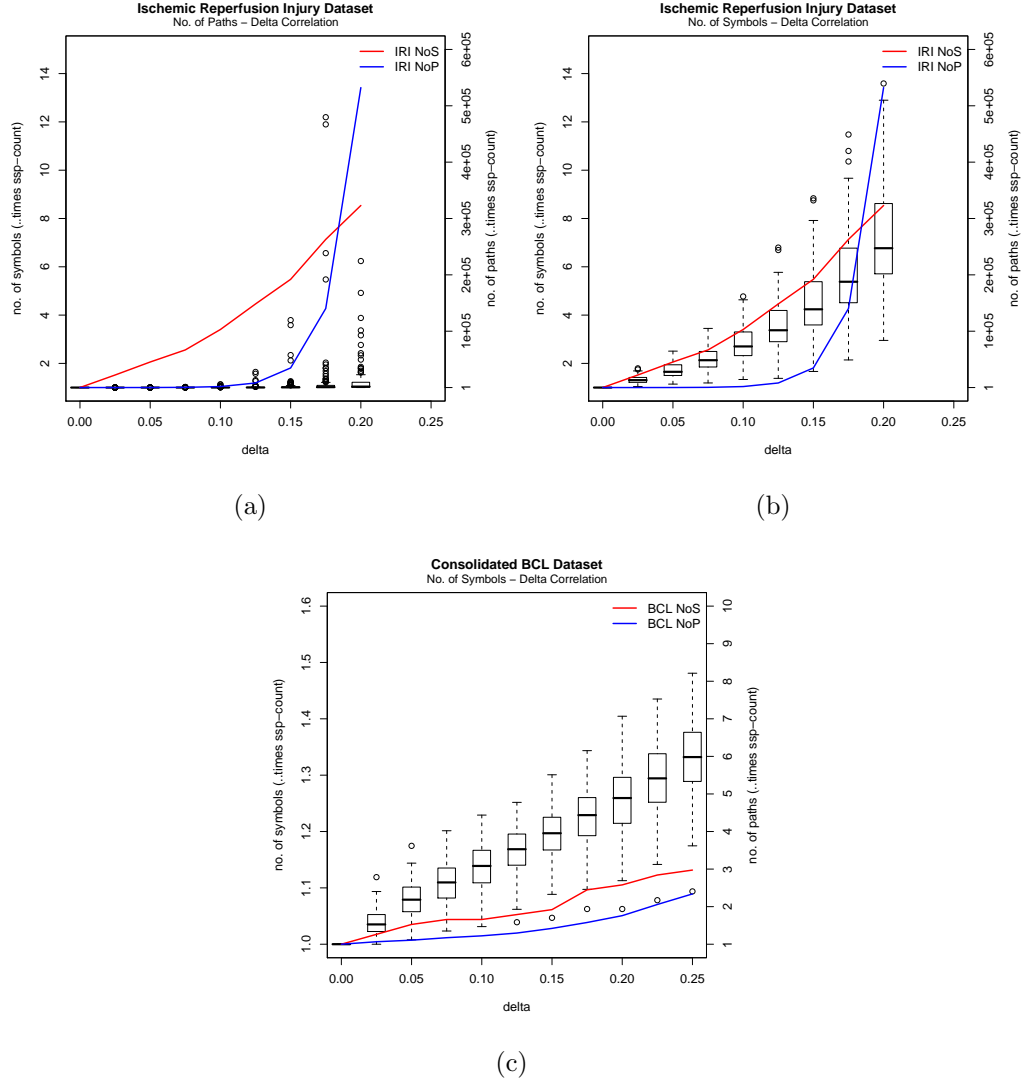 Ischemic Reperfusion Injury Dataset
No. of Paths − Delta Correlation
IRI NoS
IRI NoP
no. of symbols (..times ssp−count)
2
4
6
8
10
12
14
no. of paths (..times ssp−count)
1
1e+05
2e+05
3e+05
4e+05
5e+05
6e+05
0.00 0.05 0.10 0.15 0.20 0.25
delta
(a)
Ischemic Reperfusion Injury Dataset
No. of Symbols − Delta Correlation
IRI NoS
IRI NoP
no. of symbols (..times ssp−count)
2
4
6
8
10
12
14
no. of paths (..times ssp−count)
1
1e+05
2e+05
3e+05
4e+05
5e+05
6e+05
0.00 0.05 0.10 0.15 0.20 0.25
delta
(b)
Consolidated BCL Dataset
No. of Symbols − Delta Correlation
BCL NoS
BCL NoP
no. of symbols (..times ssp−count)
1.0
1.1
1.2
1.3
1.4
1.5
1.6
no. of paths (..times ssp−count)
1
2
3
4
5
6
7
8
9
10
0.00 0.05 0.10 0.15 0.20 0.25
delta
(c)